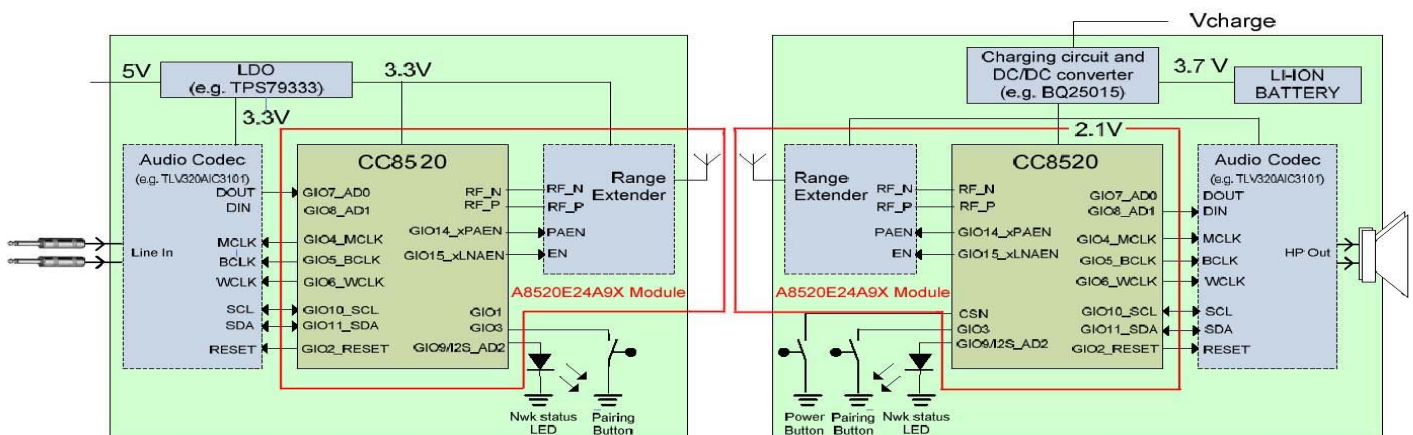 5V
LDO
(e.g. TPS79333)
3.3V
3.3V
Audio Codec
(e.g. TLV320AIC3101)
DOUT
DIN
MCLK
Line In
BCLK
WCLK
SCL
SDA
RESET
CC8520
GIO7_AD0
GIO8_AD1
GIO4_MCLK
GIO5_BCLK
GIO6_WCLK
GIO10_SCL
GIO11_SDA
GIO2_RESET
RF_N
RF_P
GIO14_xPAEN
GIO15_xLNAEN
GIO1
GIO3
GIO9/I2S_AD2
Range
Extender
RF_N
RF_P
PAEN
EN
A8520E24A9X Module
Nwk status
LED
Pairing
Button
Vcharge
Charging circuit and
DC/DC converter
(e.g. BQ25015)
3.7 V
LI-ION
BATTERY
2.1V
Range
Extender
RF_N
RF_P
PAEN
EN
A8520E24A9X Module
CC8520
RF_N
RF_P
GIO14_xPAEN
GIO15_xLNAEN
CSN
GIO3
GIO9/I2S_AD2
GIO7_AD0
GIO8_AD1
GIO4_MCLK
GIO5_BCLK
GIO6_WCLK
GIO10_SCL
GIO11_SDA
GIO2_RESET
Audio Codec
(e.g. TLV320AIC3101)
DOUT
DIN
MCLK
HP Out
BCLK
WCLK
SCL
SDA
RESET
Power
Button
Pairing
Button
Nwk status
LED